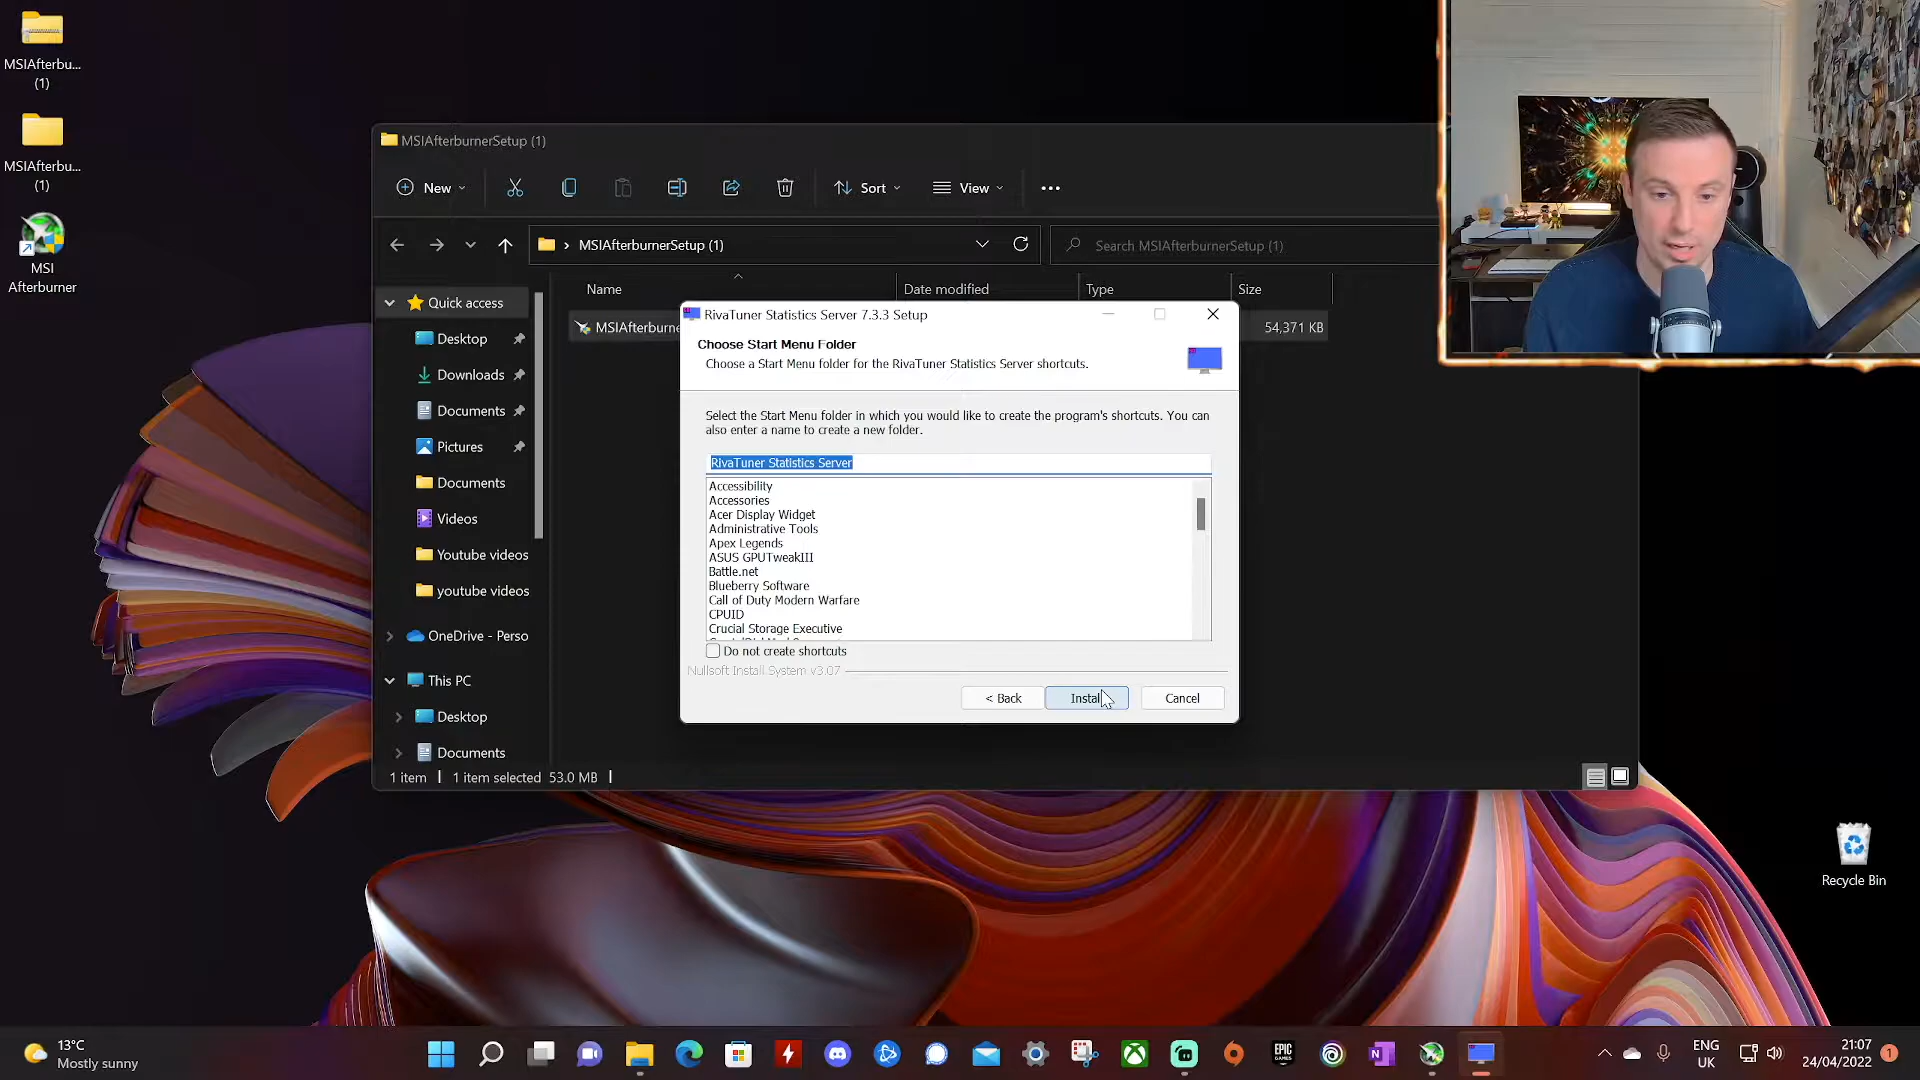 MSIAfterbu...
(1)
MSIAfterbu...
(1)
MSI
Afterburner
MSIAfterburnerSetup (1)
New
Sort
View
MSIAfterburnerSetup (1)
Search MSIAfterburnerSetup (1)
Name
Date modified
Type
Size
MSIAfterburne
54,371 KB
Quick access
Desktop
Downloads
Documents
Pictures
Documents
Videos
Youtube videos
youtube videos
OneDrive - Perso
This PC
Desktop
Documents
1 item
1 item selected 53.0 MB
RivaTuner Statistics Server 7.3.3 Setup
Choose Start Menu Folder
Choose a Start Menu folder for the RivaTuner Statistics Server shortcuts.
Select the Start Menu folder in which you would like to create the program's shortcuts. You can
also enter a name to create a new folder.
RivaTuner Statistics Server
Accessibility
Accessories
Acer Display Widget
Administrative Tools
Apex Legends
ASUS GPUTweakIII
Battle.net
Blueberry Software
Call of Duty Modern Warfare
CPUID
Crucial Storage Executive
Do not create shortcuts
Nullsoft Install System v3.07
< Back
Install
Cancel
Recycle Bin
13°C
Mostly sunny
EPIC
GAMES
ENG
UK
21:07
24/04/2022
1